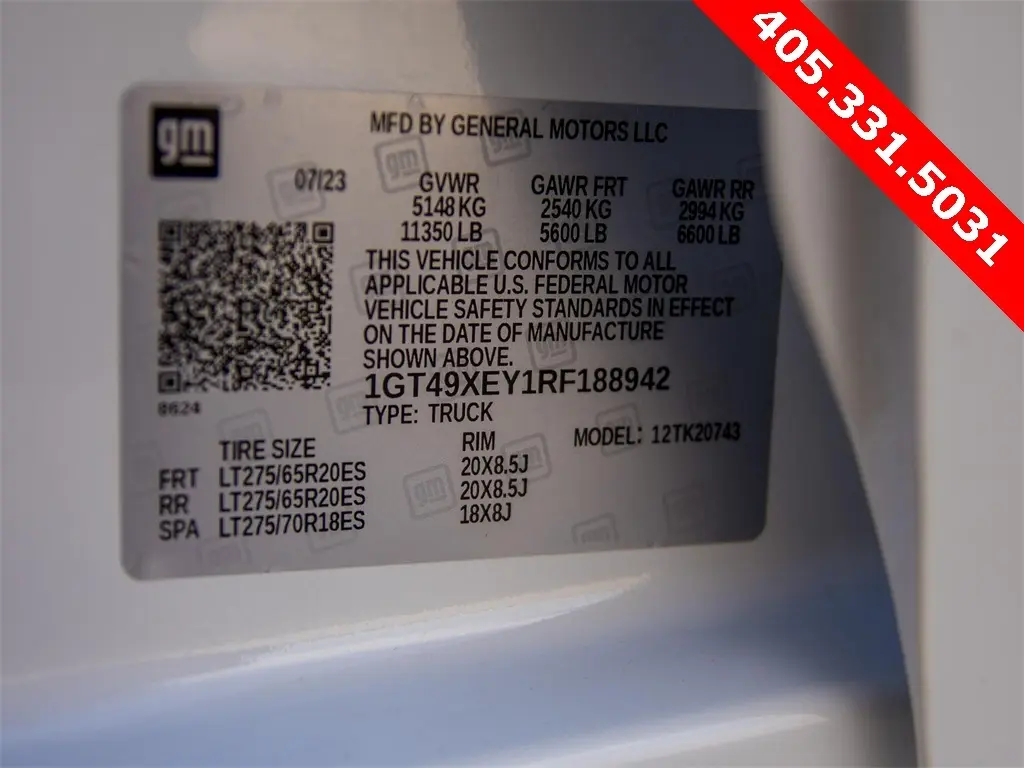 405.331.5031
gm
MFD BY GENERAL MOTORS LLC
07/23 GVWR GAWR FRT GAWR RR
5148 KG 2540 KG 2994 KG
11350 LB 5600 LB 6600 LB
THIS VEHICLE CONFORMS TO ALL
APPLICABLE U.S. FEDERAL MOTOR
VEHICLE SAFETY STANDARDS IN EFFECT
ON THE DATE OF MANUFACTURE
SHOWN ABOVE.
1GT49XEY1RF188942
8624
TYPE: TRUCK
TIRE SIZE RIM MODEL: 12TK20743
FRT LT275/65R20ES 20X8.5J
RR LT275/65R20ES 20X8.5J
SPA LT275/70R18ES 18X8J